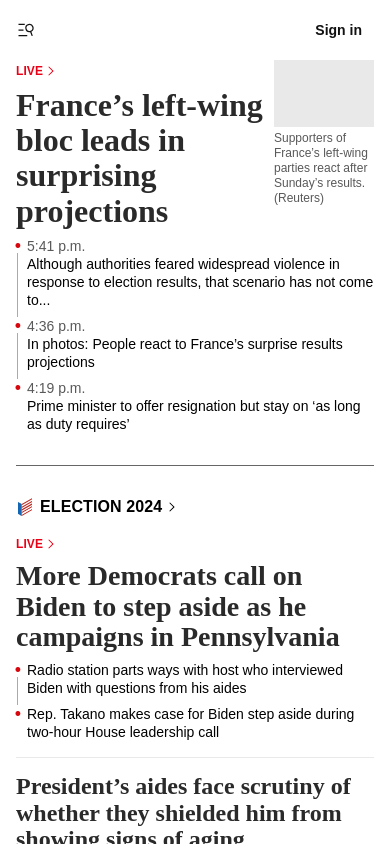 Sign in
LIVE
France’s left-wing
bloc leads in
surprising
projections
Supporters of
France’s left-wing
parties react after
Sunday’s results.
(Reuters)
5:41 p.m.
Although authorities feared widespread violence in
response to election results, that scenario has not come
to...
4:36 p.m.
In photos: People react to France’s surprise results
projections
4:19 p.m.
Prime minister to offer resignation but stay on ‘as long
as duty requires’
ELECTION 2024
LIVE
More Democrats call on
Biden to step aside as he
campaigns in Pennsylvania
Radio station parts ways with host who interviewed
Biden with questions from his aides
Rep. Takano makes case for Biden step aside during
two-hour House leadership call
President’s aides face scrutiny of
whether they shielded him from
showing signs of aging